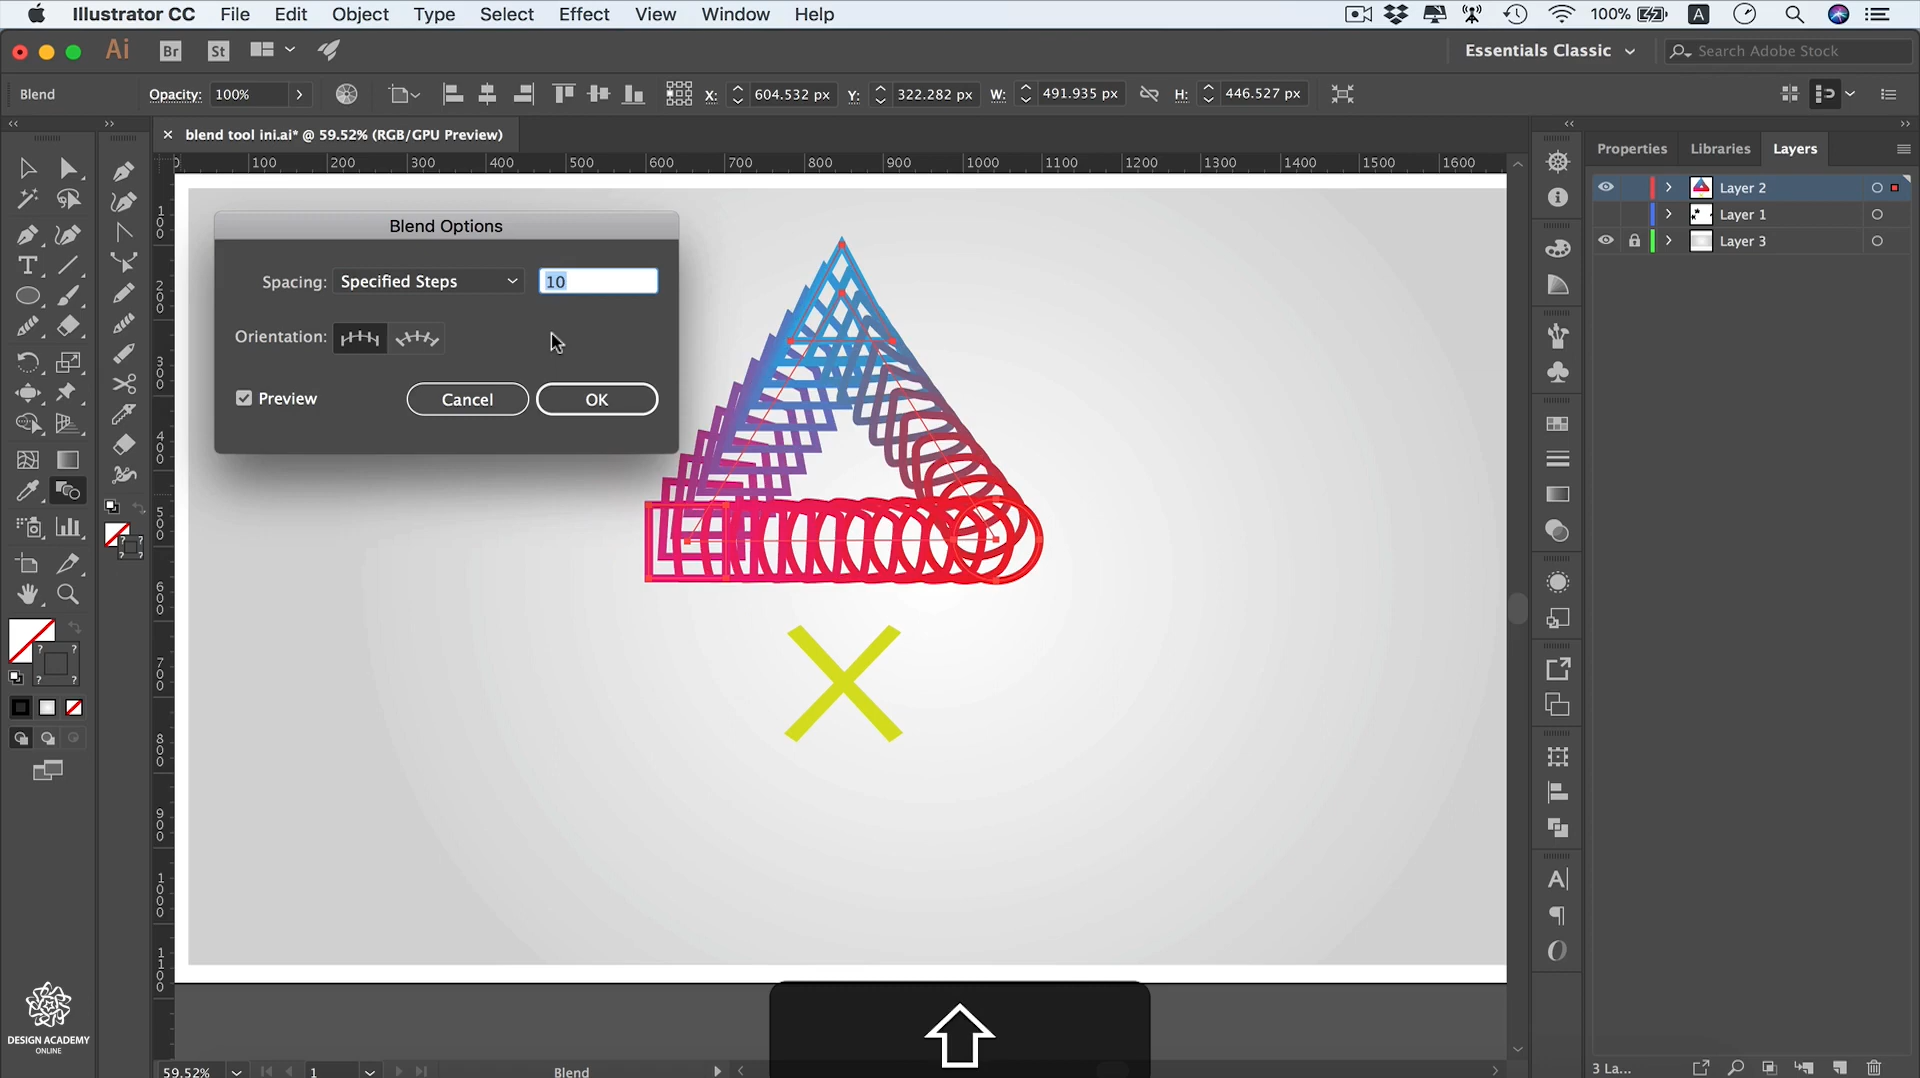 Illustrator CC File Edit Object Type Select Effect View Window Help
100% A
Ai Br St Essentials Classic Search Adobe Stock
Blend Opacity: 100% X: 604.532 px Y: 322.282 px W: 491.935 px H: 446.527 px
× blend tool ini.ai* @ 59.52% (RGB/GPU Preview)
Properties Libraries Layers
0 100 200 300 400 500 600 700 800 900 1000 1100 1200 1300 1400 1500 1600
Layer 2
Layer 1
Layer 3
100
200
300
400
500
600
700
800
900
1000
1100
Blend Options
Spacing: Specified Steps 10
Orientation:
Preview Cancel OK
DESIGN ACADEMY
ONLINE
59.52% 1 Blend
3 La...